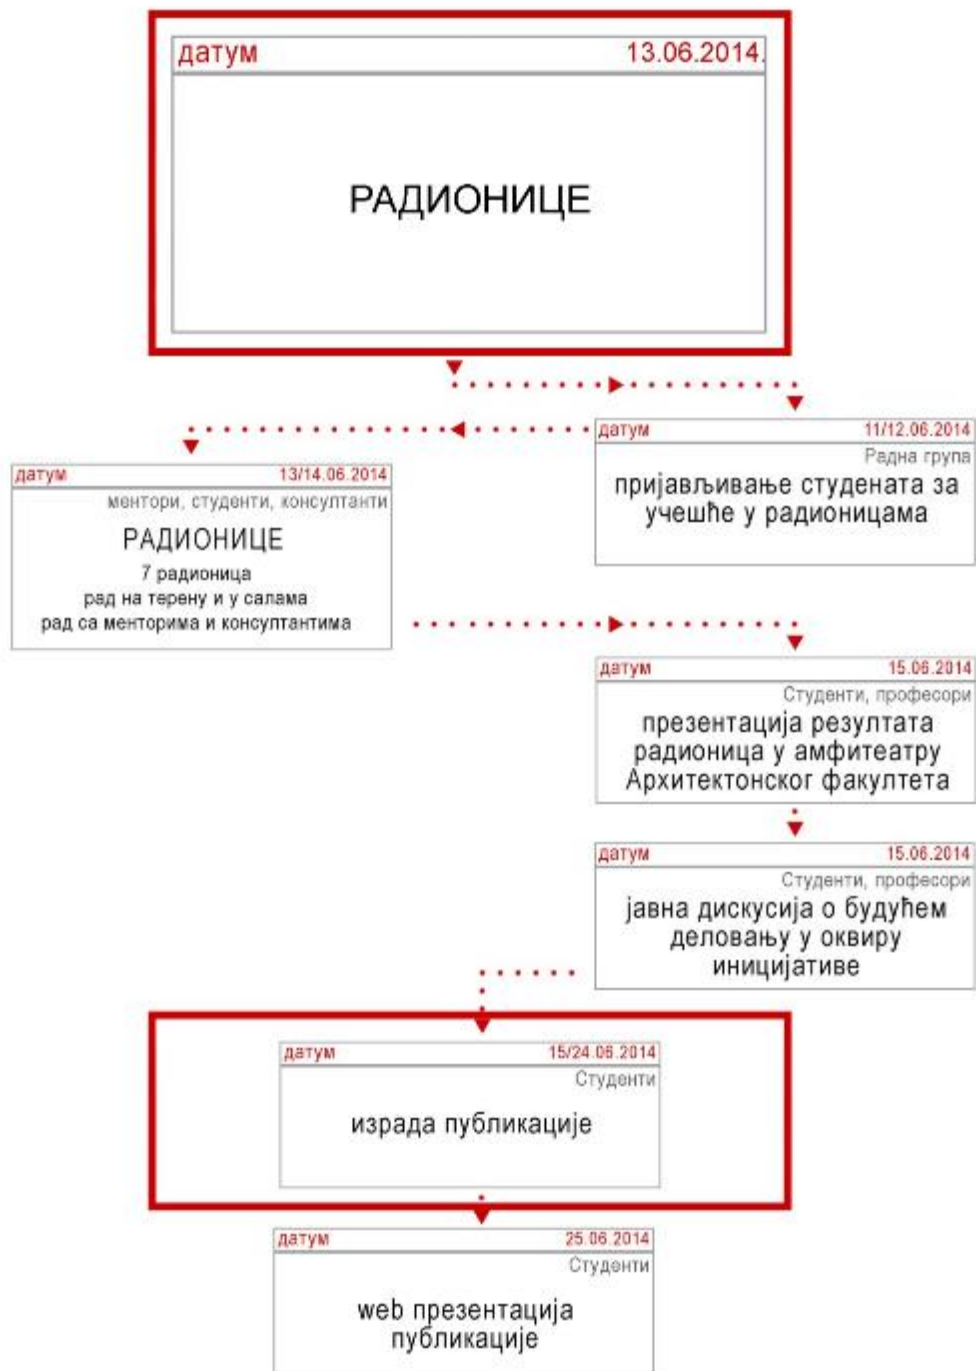 датум 13.06.2014.
РАДИОНИЦЕ
датум 11/12.06.2014
Радна група
пријављивање студената за
учешће у радионицама
датум 13/14.06.2014
ментори, студенти, консултанти
РАДИОНИЦЕ
7 радионица
рад на терену и у салама
рад са менторима и консултантима
датум 15.06.2014
Студенти, професори
презентација резултата
радионица у амфитеатру
Архитектонског факултета
датум 15.06.2014
Студенти, професори
јавна дискусија о будућем
деловању у оквиру
иницијативе
датум 15/24.06.2014
Студенти
израда публикације
датум 25.06.2014
Студенти
web презентација
публикације